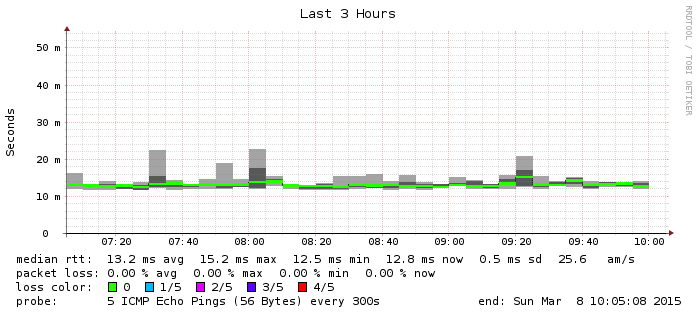 Last 3 Hours
RRDTOOL / TOBI OETIKER
Seconds
50 m
40 m
30 m
20 m
10 m
0
07:20 07:40 08:00 08:20 08:40 09:00 09:20 09:40 10:00
median rtt: 13.2 ms avg 15.2 ms max 12.5 ms min 12.8 ms now 0.5 ms sd 25.6 am/s
packet loss: 0.00 % avg 0.00 % max 0.00 % min 0.00 % now
loss color: 0 1/5 2/5 3/5 4/5
probe: 5 ICMP Echo Pings (56 Bytes) every 300s end: Sun Mar 8 10:05:08 2015